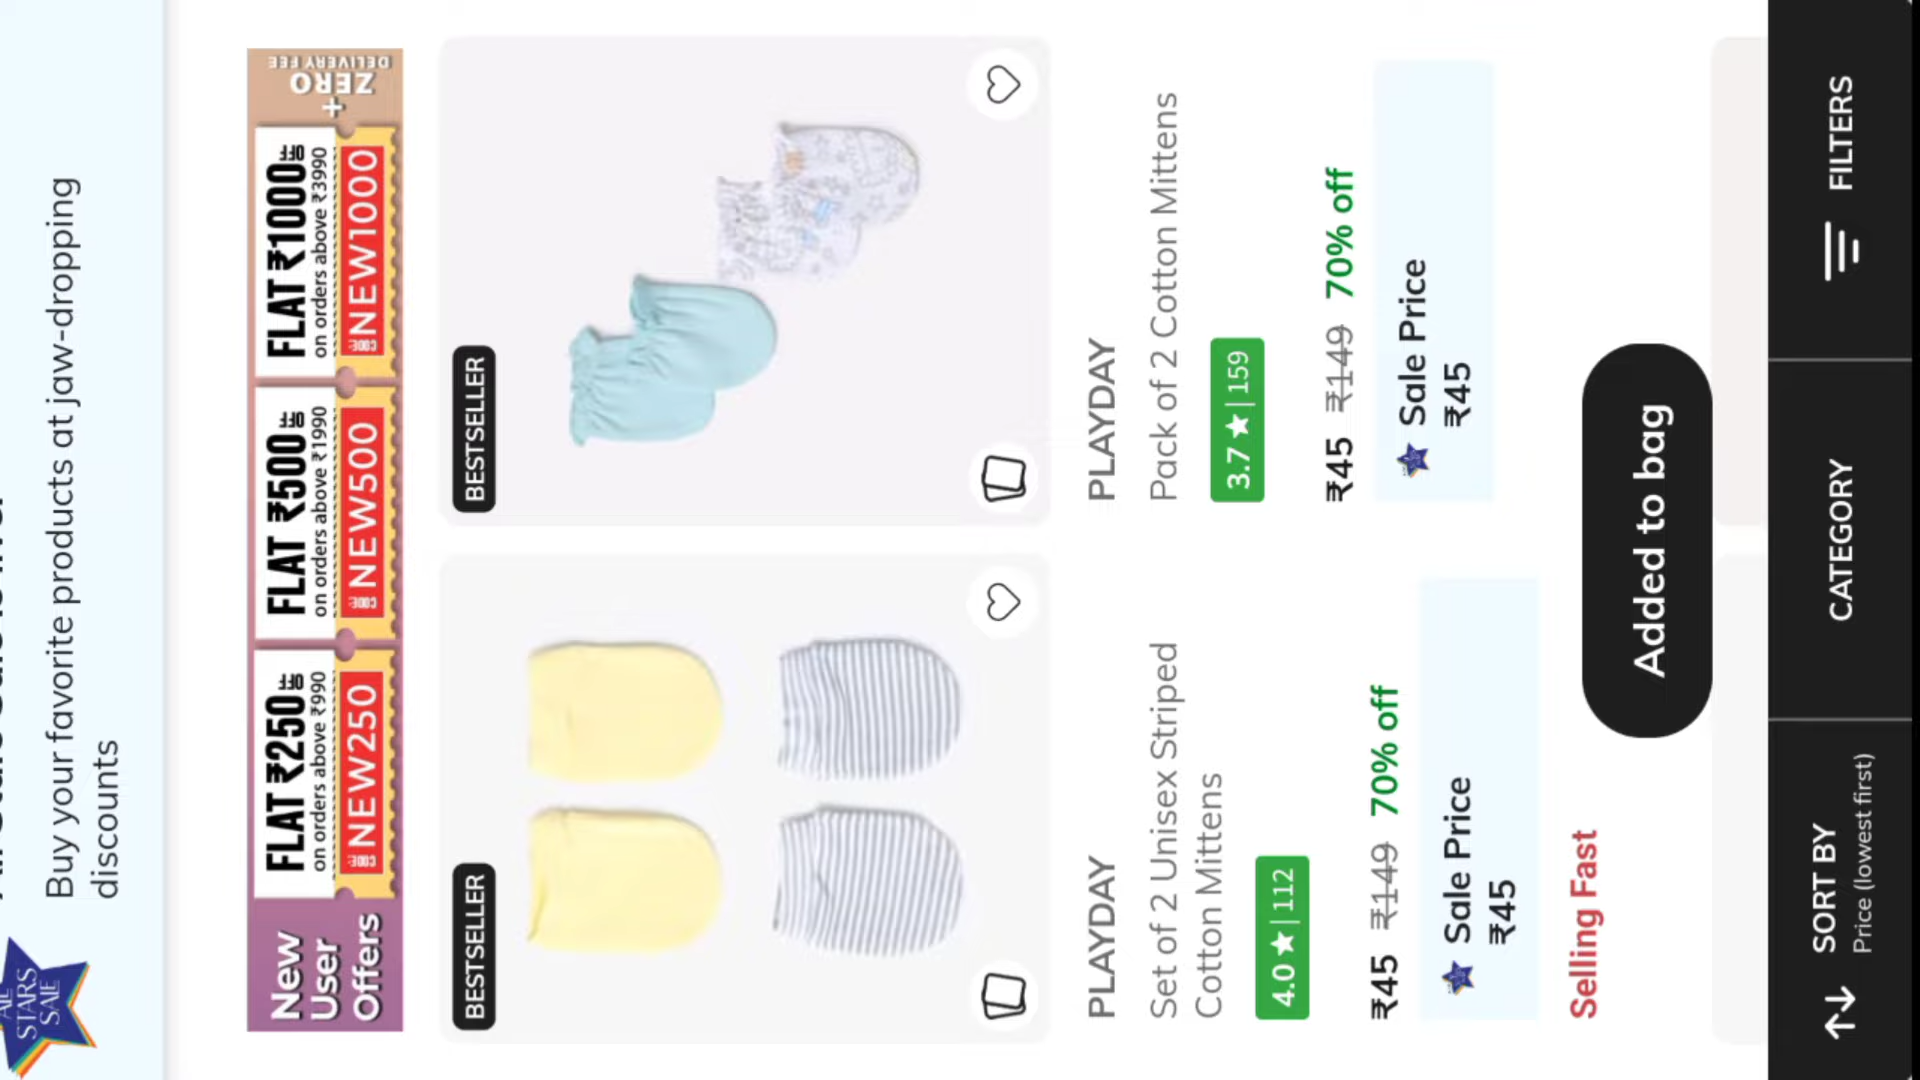 ALL
STARS
SALE
Buy your favorite products at jaw-dropping
discounts
New
User
Offers
FLAT ₹250 OFF
on orders above ₹990
CODE: NEW250
FLAT ₹500 OFF
on orders above ₹1990
CODE: NEW500
FLAT ₹1000 OFF
on orders above ₹3990
CODE: NEW1000
+
ZERO
DELIVERY FEE
BESTSELLER
PLAYDAY
Set of 2 Unisex Striped
Cotton Mittens
4.0 ★ | 112
₹45 ₹149 70% off
Sale Price
₹45
Selling Fast
BESTSELLER
PLAYDAY
Pack of 2 Cotton Mittens
3.7 ★ | 159
₹45 ₹149 70% off
Sale Price
₹45
Added to bag
SORT BY
Price (lowest first)
CATEGORY
FILTERS